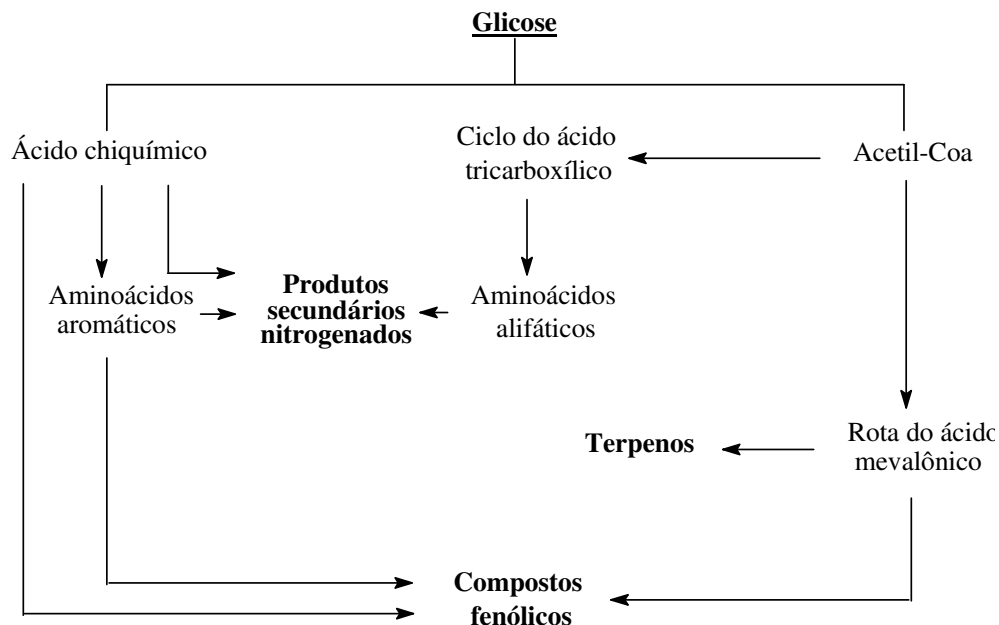 Glicose
Ácido chiquímico
Ciclo do ácido
tricarboxílico
Acetil-Coa
Aminoácidos
aromáticos
Produtos
secundários
nitrogenados
Aminoácidos
alifáticos
Terpenos
Rota do ácido
mevalônico
Compostos
fenólicos